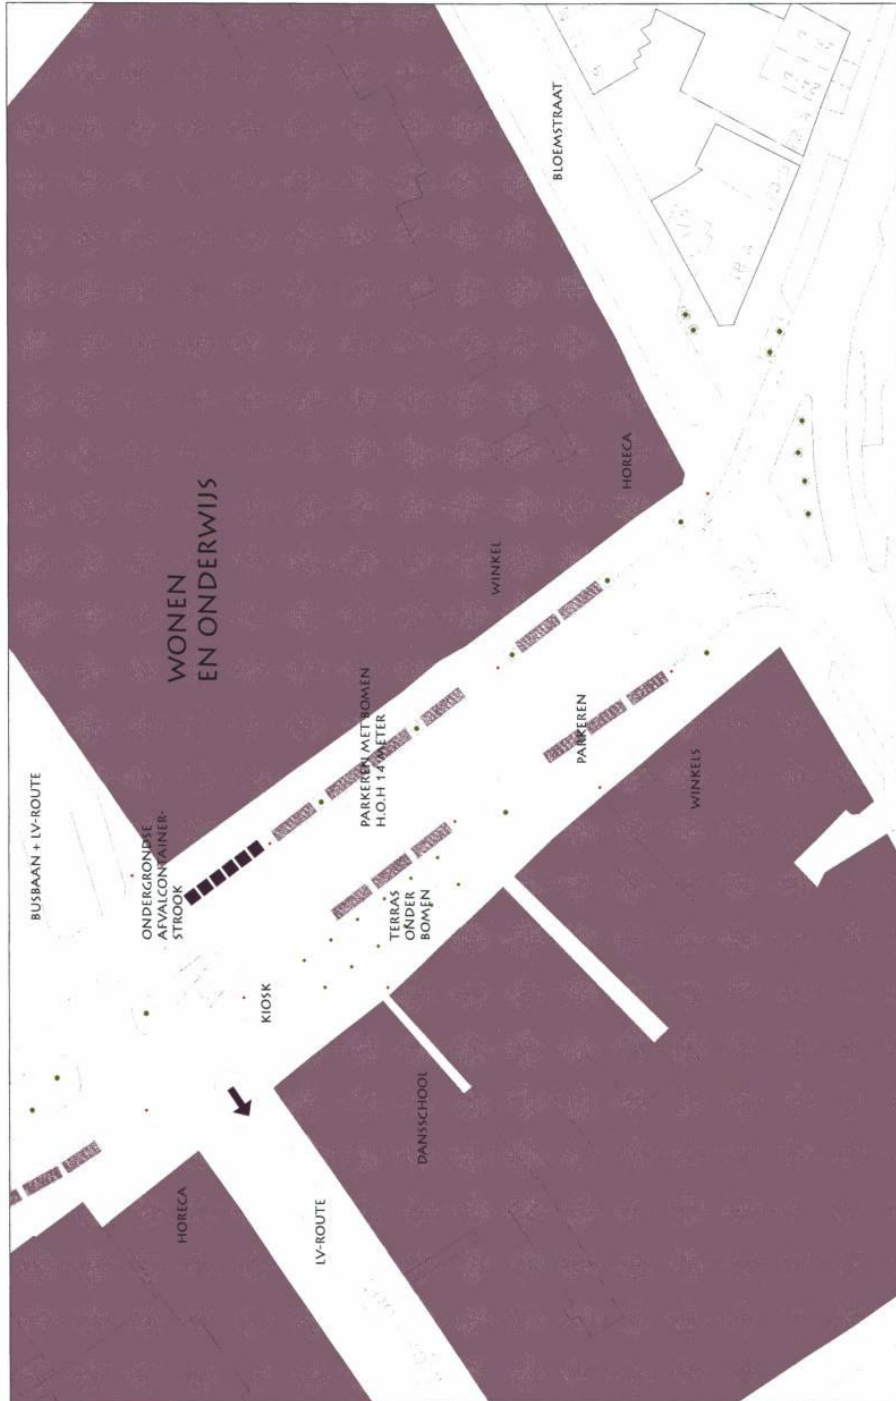 BUSBAAN + LV-ROUTE
ONDERGRONDSE
AFVALCONTAINER-
STROOK
WONEN
EN ONDERWIJS
BLOEMSTRAAT
HORECA
KIOSK
PARKEREN MET BOMEN
H.O.H 14 METER
WINKEL
HORECA
LV-ROUTE
TERRAS
ONDER
BOMEN
DANSSCHOOL
PARKEREN
WINKELS